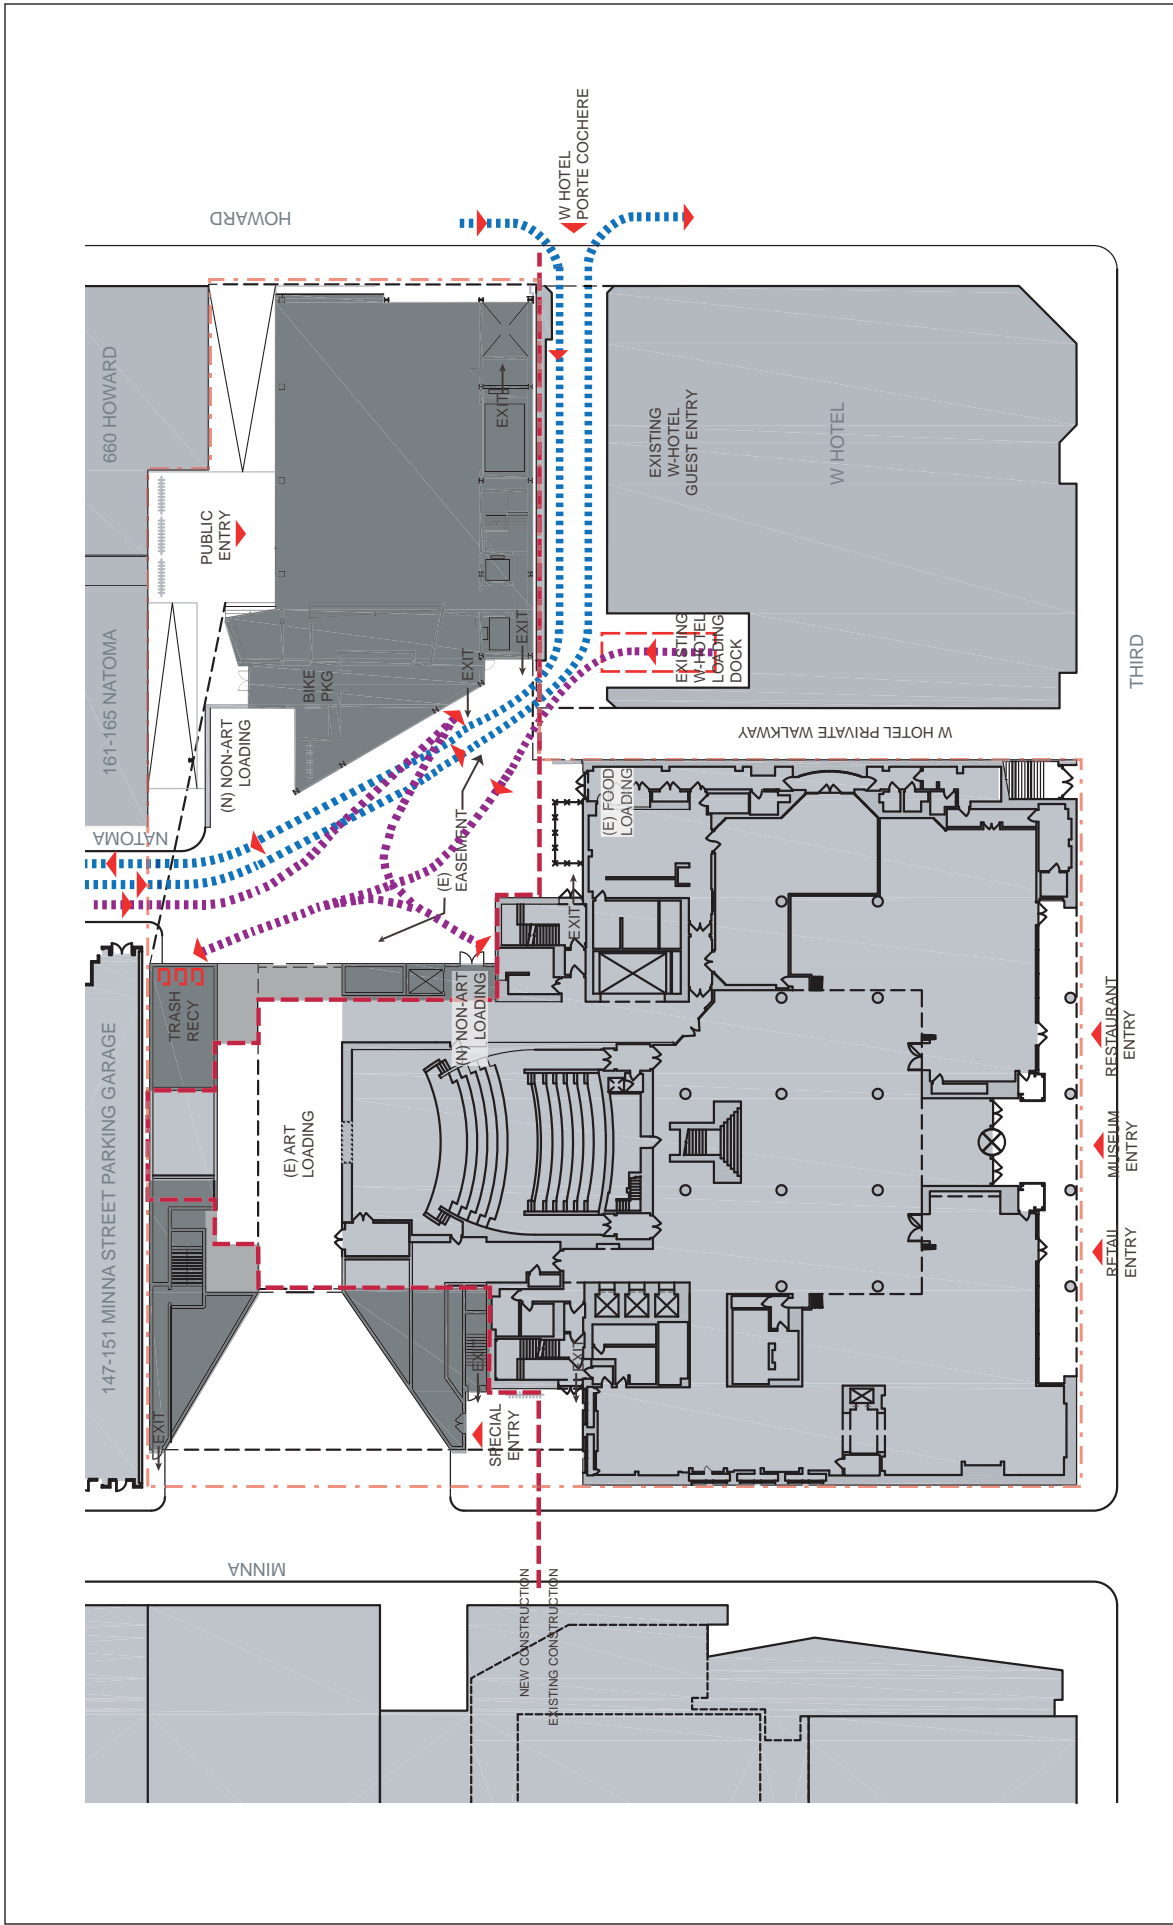 HOWARD
W HOTEL
PORTE COCHERE
660 HOWARD
PUBLIC
ENTRY
EXIT
EXISTING
W-HOTEL
GUEST ENTRY
W HOTEL
161-165 NATOMA
BIKE
PKG
EXIT
EXIT
EXISTING
W-HOTEL
LOADING
DOCK
THIRD
(N) NON-ART
LOADING
W HOTEL PRIVATE WALKWAY
NATOMA
(E)
EASEMENT
(E) FOOD
LOADING
EXIT
147-151 MINNA STREET PARKING GARAGE
TRASH
RECY
(N) NON-ART
LOADING
RESTAURANT
ENTRY
(E) ART
LOADING
MUSEUM
ENTRY
RETAIL
ENTRY
EXIT
EXIT
EXIT
SPECIAL
ENTRY
MINNA
NEW CONSTRUCTION
EXISTING CONSTRUCTION